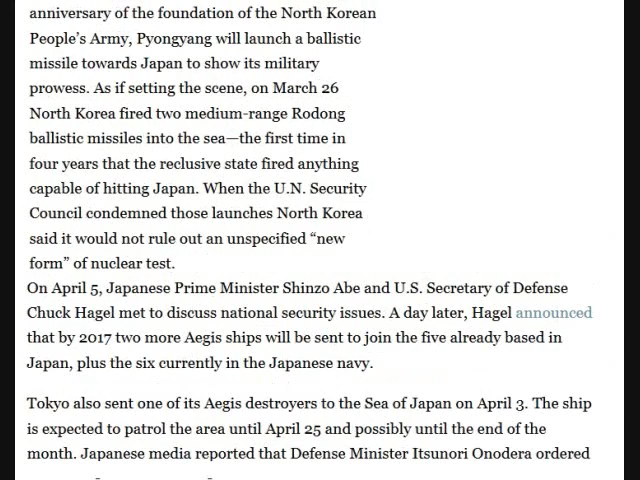 anniversary of the foundation of the North Korean
People’s Army, Pyongyang will launch a ballistic
missile towards Japan to show its military
prowess. As if setting the scene, on March 26
North Korea fired two medium-range Rodong
ballistic missiles into the sea—the first time in
four years that the reclusive state fired anything
capable of hitting Japan. When the U.N. Security
Council condemned those launches North Korea
said it would not rule out an unspecified “new
form” of nuclear test.
On April 5, Japanese Prime Minister Shinzo Abe and U.S. Secretary of Defense
Chuck Hagel met to discuss national security issues. A day later, Hagel announced
that by 2017 two more Aegis ships will be sent to join the five already based in
Japan, plus the six currently in the Japanese navy.
Tokyo also sent one of its Aegis destroyers to the Sea of Japan on April 3. The ship
is expected to patrol the area until April 25 and possibly until the end of the
month. Japanese media reported that Defense Minister Itsunori Onodera ordered